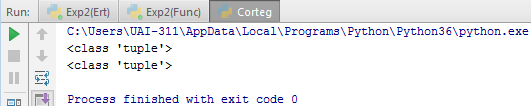 Run: Exp2(Ert) Exp2(Func) Corteg
C:\Users\UAI-311\AppData\Local\Programs\Python\Python36\python.exe
<class 'tuple'>
<class 'tuple'>
Process finished with exit code 0